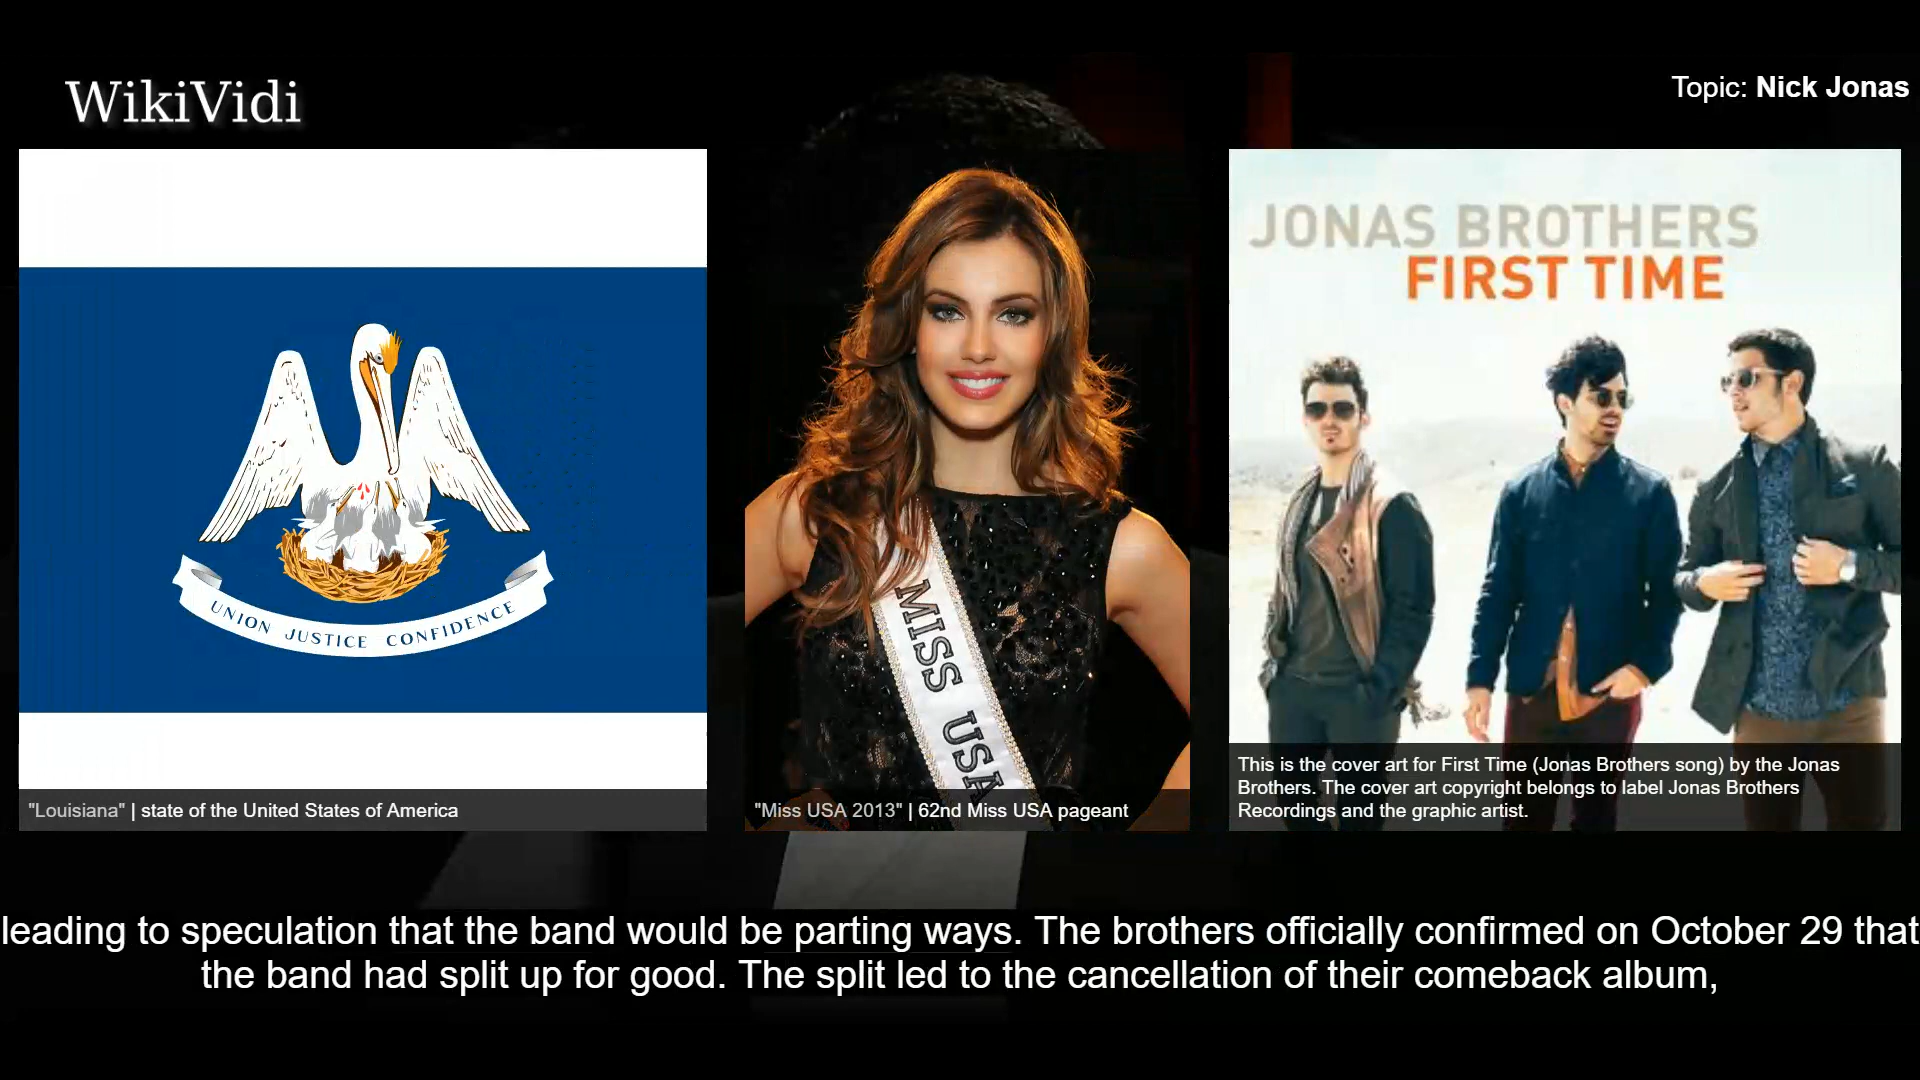 WikiVidi
Topic: Nick Jonas
UNION JUSTICE CONFIDENCE
"Louisiana" | state of the United States of America
MISS USA
"Miss USA 2013" | 62nd Miss USA pageant
JONAS BROTHERS
FIRST TIME
This is the cover art for First Time (Jonas Brothers song) by the Jonas
Brothers. The cover art copyright belongs to label Jonas Brothers
Recordings and the graphic artist.
leading to speculation that the band would be parting ways. The brothers officially confirmed on October 29 that
the band had split up for good. The split led to the cancellation of their comeback album,